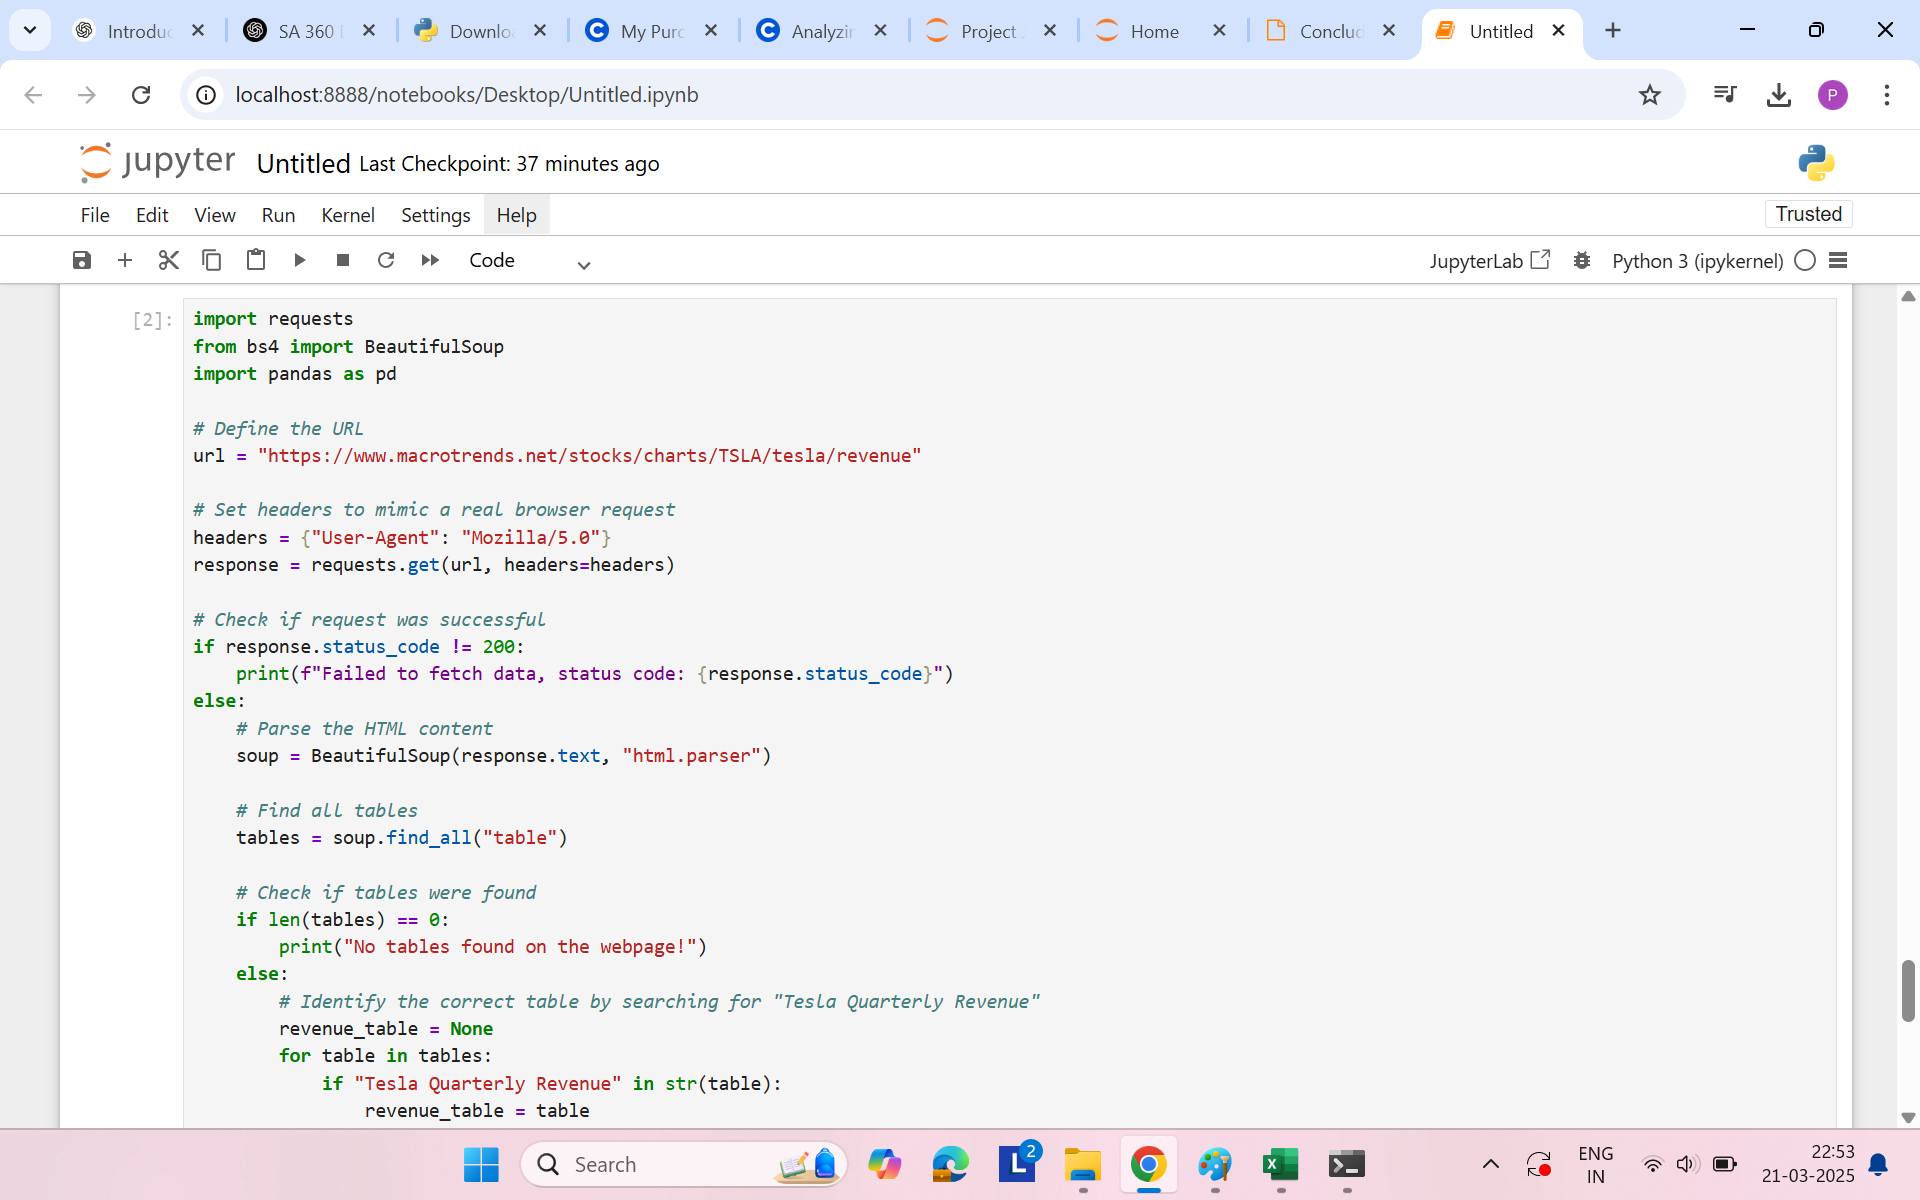 Introduc
SA 360
Downlo
My Purc
Analyzin
Project
Home
Conclud
Untitled
localhost:8888/notebooks/Desktop/Untitled.ipynb
P
jupyter Untitled Last Checkpoint: 37 minutes ago
File Edit View Run Kernel Settings Help
Trusted
Code
JupyterLab
Python 3 (ipykernel)
[2]:
import requests
from bs4 import BeautifulSoup
import pandas as pd
# Define the URL
url = "https://www.macrotrends.net/stocks/charts/TSLA/tesla/revenue"
# Set headers to mimic a real browser request
headers = {"User-Agent": "Mozilla/5.0"}
response = requests.get(url, headers=headers)
# Check if request was successful
if response.status_code != 200:
    print(f"Failed to fetch data, status code: {response.status_code}")
else:
    # Parse the HTML content
    soup = BeautifulSoup(response.text, "html.parser")
    # Find all tables
    tables = soup.find_all("table")
    # Check if tables were found
    if len(tables) == 0:
        print("No tables found on the webpage!")
    else:
        # Identify the correct table by searching for "Tesla Quarterly Revenue"
        revenue_table = None
        for table in tables:
            if "Tesla Quarterly Revenue" in str(table):
                revenue_table = table
Search
L
2
ENG
IN
22:53
21-03-2025